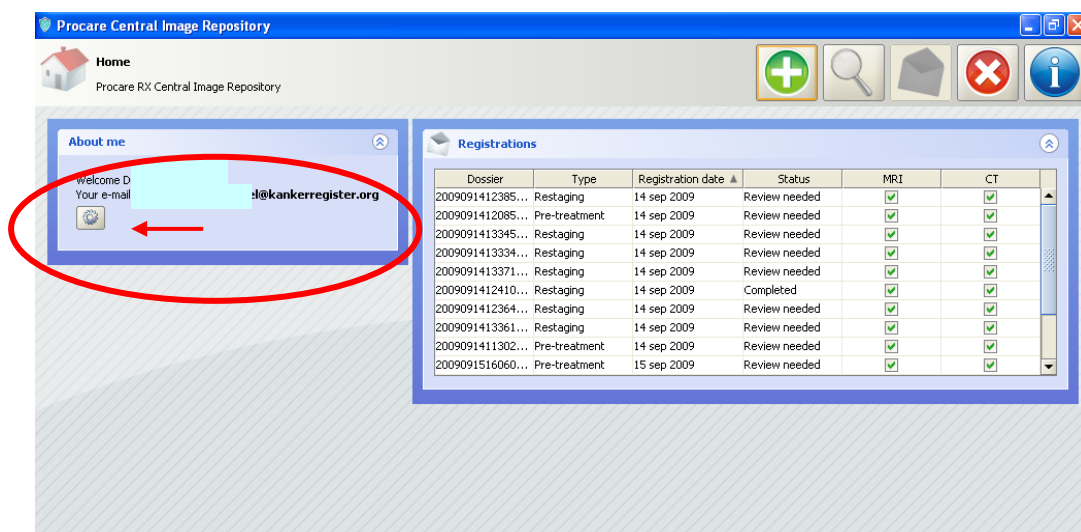 Procare Central Image Repository
Home
Procare RX Central Image Repository
About me
Welcome D
Your e-mail el@kankerregister.org
Registrations
Dossier Type Registration date Status MRI CT
2009091412385... Restaging 14 sep 2009 Review needed
2009091412085... Pre-treatment 14 sep 2009 Review needed
2009091413345... Restaging 14 sep 2009 Review needed
2009091413334... Restaging 14 sep 2009 Review needed
2009091413371... Restaging 14 sep 2009 Review needed
2009091412410... Restaging 14 sep 2009 Completed
2009091412364... Restaging 14 sep 2009 Review needed
2009091413361... Restaging 14 sep 2009 Review needed
2009091411302... Pre-treatment 14 sep 2009 Review needed
2009091516060... Pre-treatment 15 sep 2009 Review needed